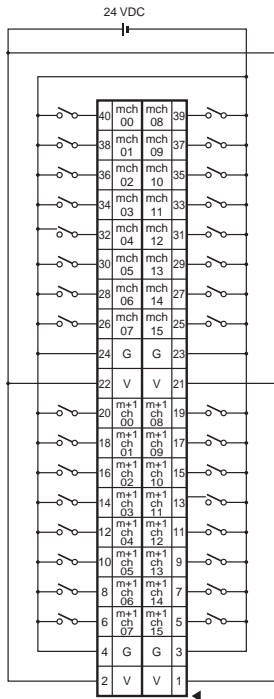 24 VDC
40 mch 00 mch 08 39
38 mch 01 mch 09 37
36 mch 02 mch 10 35
34 mch 03 mch 11 33
32 mch 04 mch 12 31
30 mch 05 mch 13 29
28 mch 06 mch 14 27
26 mch 07 mch 15 25
24 G G 23
22 V V 21
20 m+1 ch 00 m+1 ch 08 19
18 m+1 ch 01 m+1 ch 09 17
16 m+1 ch 02 m+1 ch 10 15
14 m+1 ch 03 m+1 ch 11 13
12 m+1 ch 04 m+1 ch 12 11
10 m+1 ch 05 m+1 ch 13 9
8 m+1 ch 06 m+1 ch 14 7
6 m+1 ch 07 m+1 ch 15 5
4 G G 3
2 V V 1